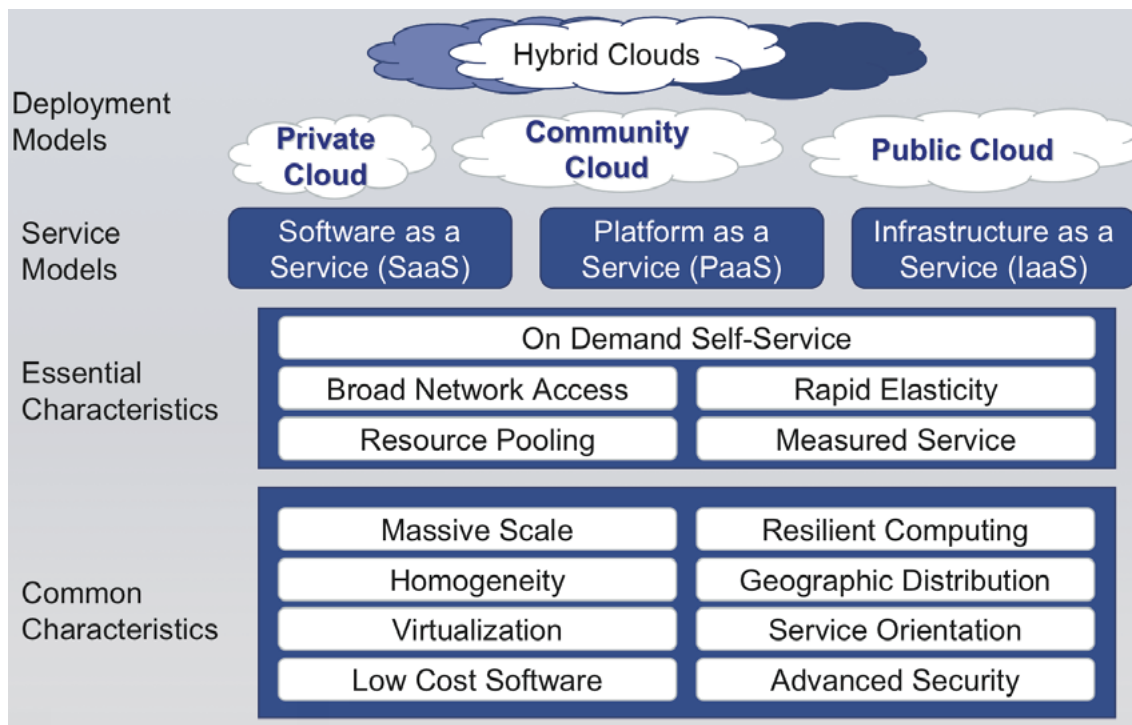 Hybrid Clouds
Deployment
Models
Private
Cloud
Community
Cloud
Public Cloud
Service
Models
Software as a
Service (SaaS)
Platform as a
Service (PaaS)
Infrastructure as a
Service (IaaS)
Essential
Characteristics
On Demand Self-Service
Broad Network Access
Rapid Elasticity
Resource Pooling
Measured Service
Common
Characteristics
Massive Scale
Resilient Computing
Homogeneity
Geographic Distribution
Virtualization
Service Orientation
Low Cost Software
Advanced Security